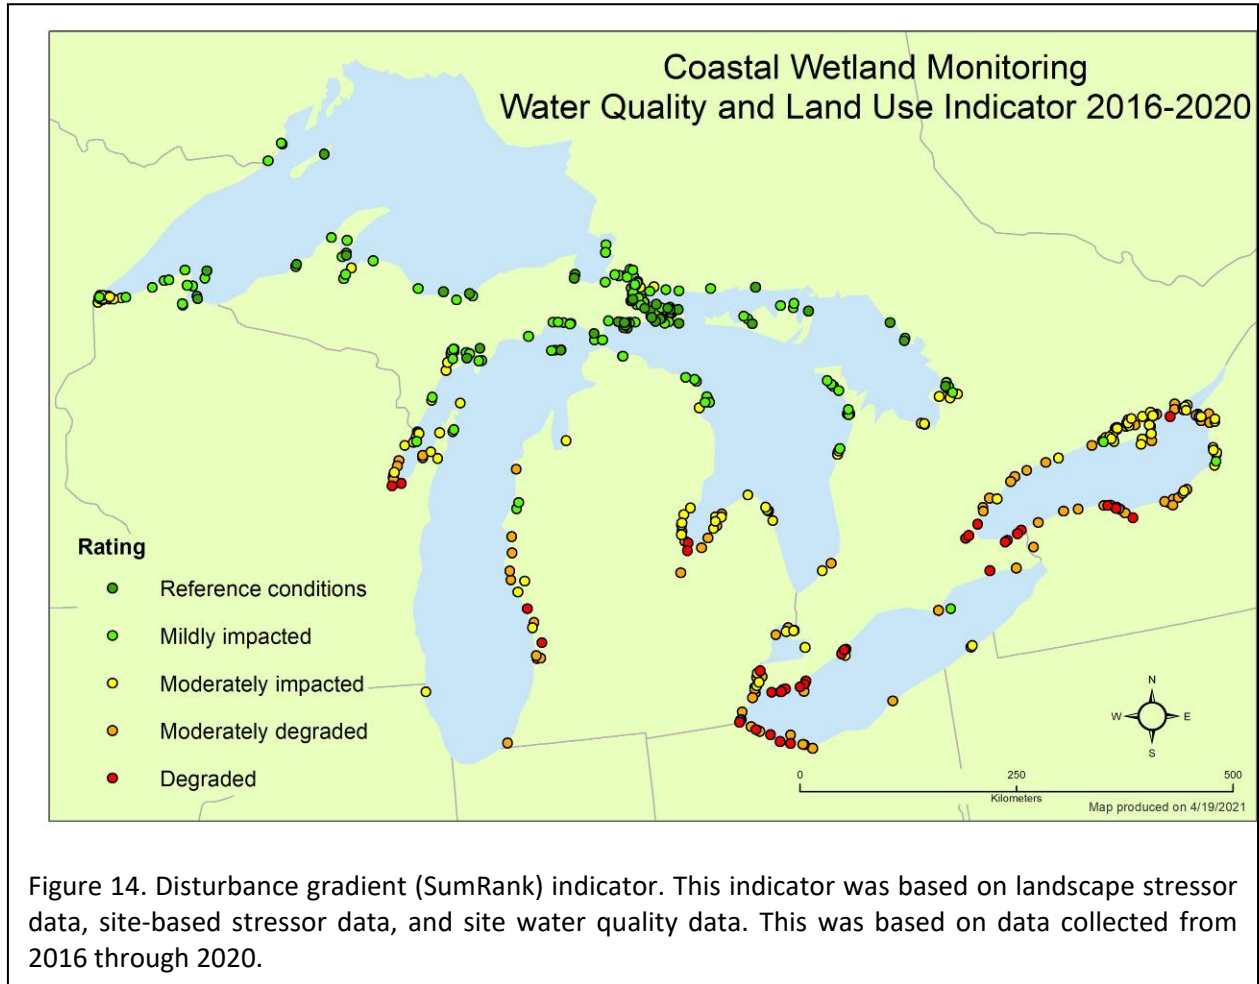 Coastal Wetland Monitoring
Water Quality and Land Use Indicator 2016-2020
Rating
Reference conditions
Mildly impacted
Moderately impacted
Moderately degraded
Degraded
N
W E
S
0 250 500
Kilometers
Map produced on 4/19/2021
Figure 14. Disturbance gradient (SumRank) indicator. This indicator was based on landscape stressor
data, site-based stressor data, and site water quality data. This was based on data collected from
2016 through 2020.